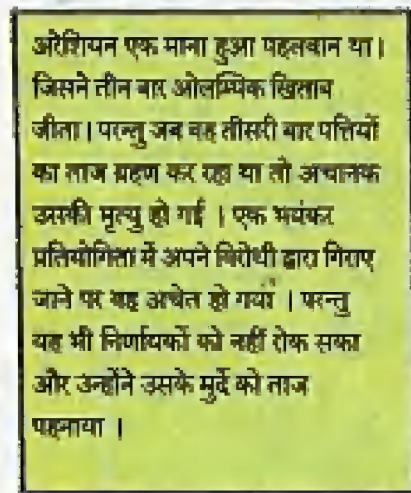 अरेशियन एक माना हुआ पहलवान था।
जिसने तीन बार ओलम्पिक खिताब
जीता। परन्तु जब वह तीसरी बार पत्तियों
का ताज ग्रहण कर रहा था तो अचानक
उसकी मृत्यु हो गई । एक भयंकर
प्रतियोगिता में अपने विरोधी द्वारा गिराए
जाने पर वह अचेत हो गया । परन्तु
यह भी निर्णायकों को नहीं रोक सका
और उन्होंने उसके मुर्दे को ताज
पहनाया ।